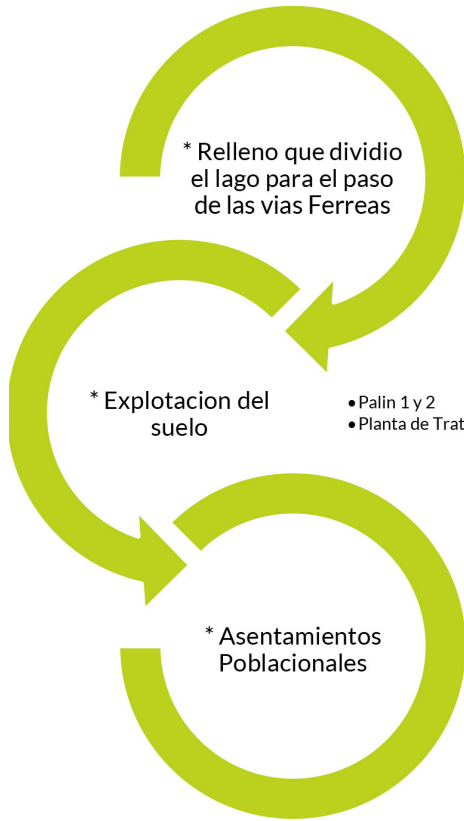 * Relleno que dividio
el lago para el paso
de las vias Ferreas
* Explotacion del
suelo
• Palin 1 y 2
• Planta de Trat
* Asentamientos
Poblacionales